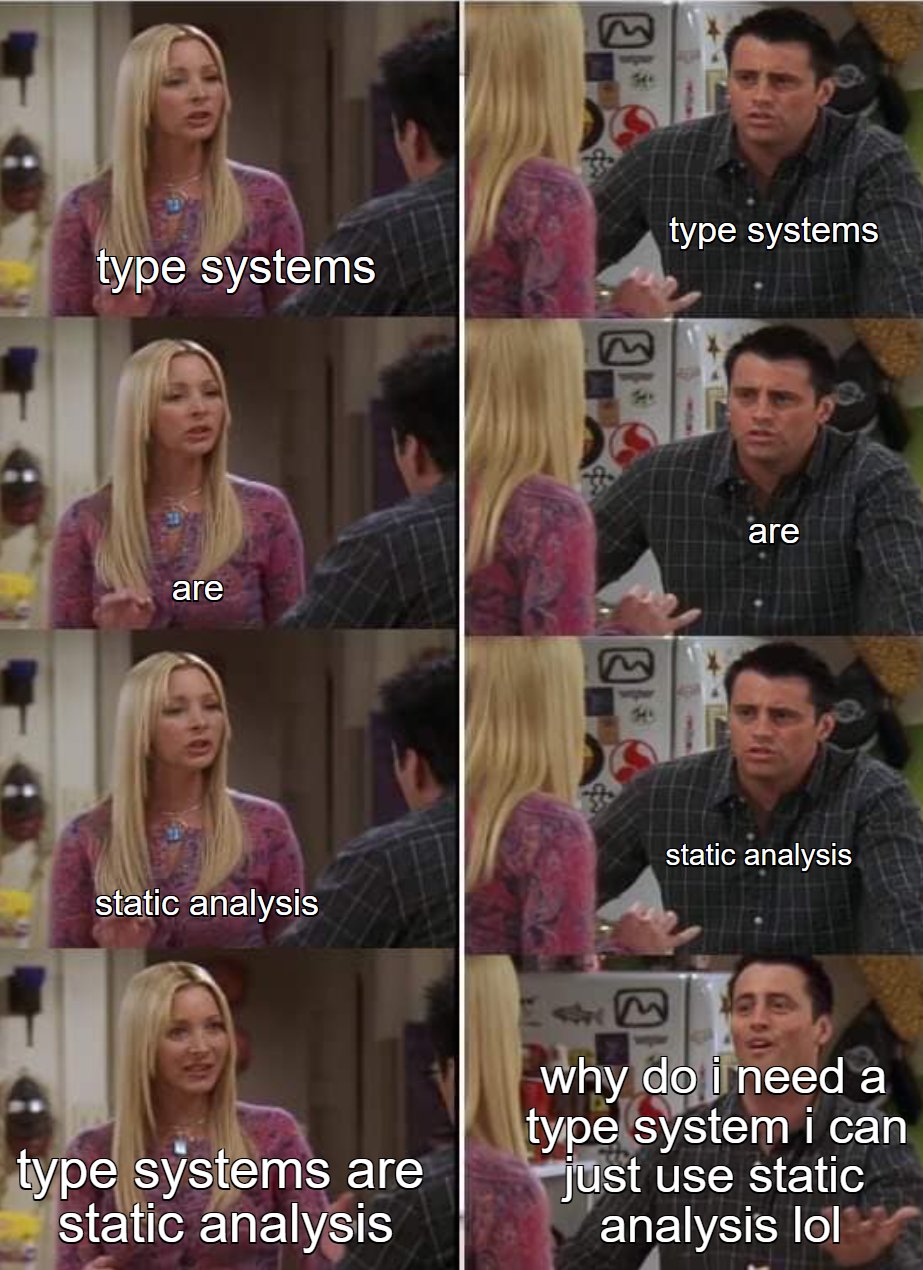 type systems
type systems
are
are
static analysis
static analysis
type systems are
static analysis
why do i need a
type system i can
just use static
analysis lol